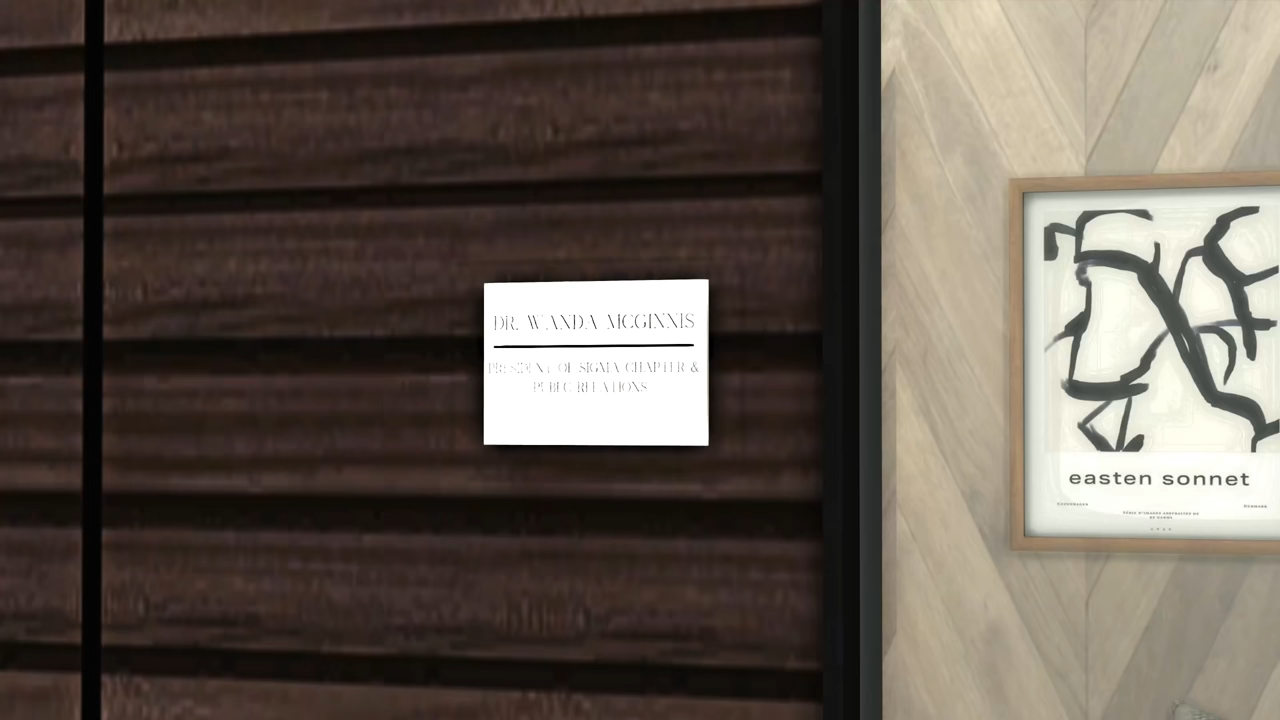 DR. WANDA MCGINNIS
PRESIDENT OF SIGMA CHAPTER &
PUBLIC RELATIONS
easten sonnet